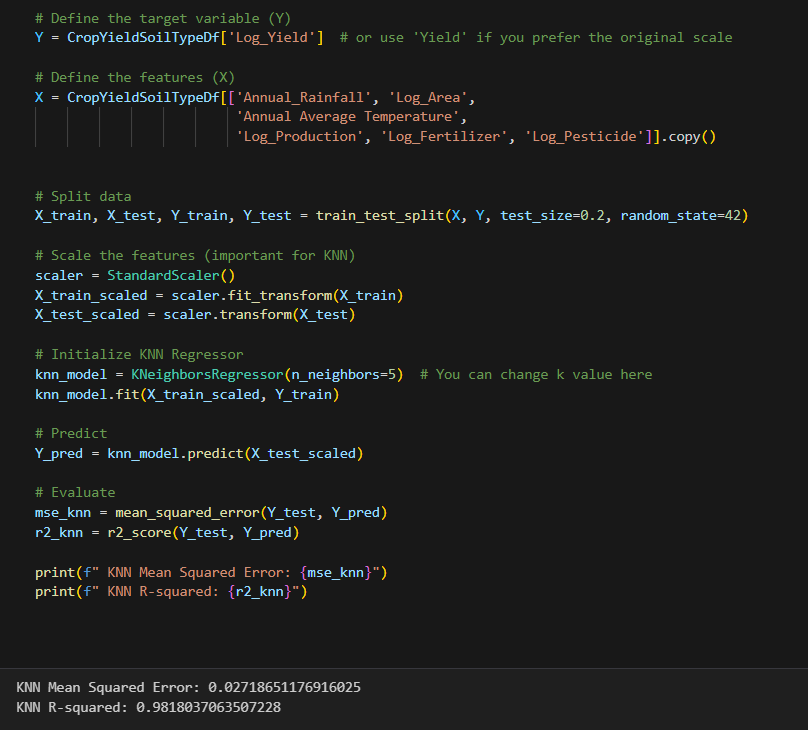 # Define the target variable (Y)
Y = CropYieldSoilTypeDf['Log_Yield']  # or use 'Yield' if you prefer the original scale
# Define the features (X)
X = CropYieldSoilTypeDf[['Annual_Rainfall', 'Log_Area',
                         'Annual Average Temperature',
                         'Log_Production', 'Log_Fertilizer', 'Log_Pesticide']].copy()
# Split data
X_train, X_test, Y_train, Y_test = train_test_split(X, Y, test_size=0.2, random_state=42)
# Scale the features (important for KNN)
scaler = StandardScaler()
X_train_scaled = scaler.fit_transform(X_train)
X_test_scaled = scaler.transform(X_test)
# Initialize KNN Regressor
knn_model = KNeighborsRegressor(n_neighbors=5)  # You can change k value here
knn_model.fit(X_train_scaled, Y_train)
# Predict
Y_pred = knn_model.predict(X_test_scaled)
# Evaluate
mse_knn = mean_squared_error(Y_test, Y_pred)
r2_knn = r2_score(Y_test, Y_pred)
print(f" KNN Mean Squared Error: {mse_knn}")
print(f" KNN R-squared: {r2_knn}")
KNN Mean Squared Error: 0.02718651176916025
KNN R-squared: 0.9818037063507228